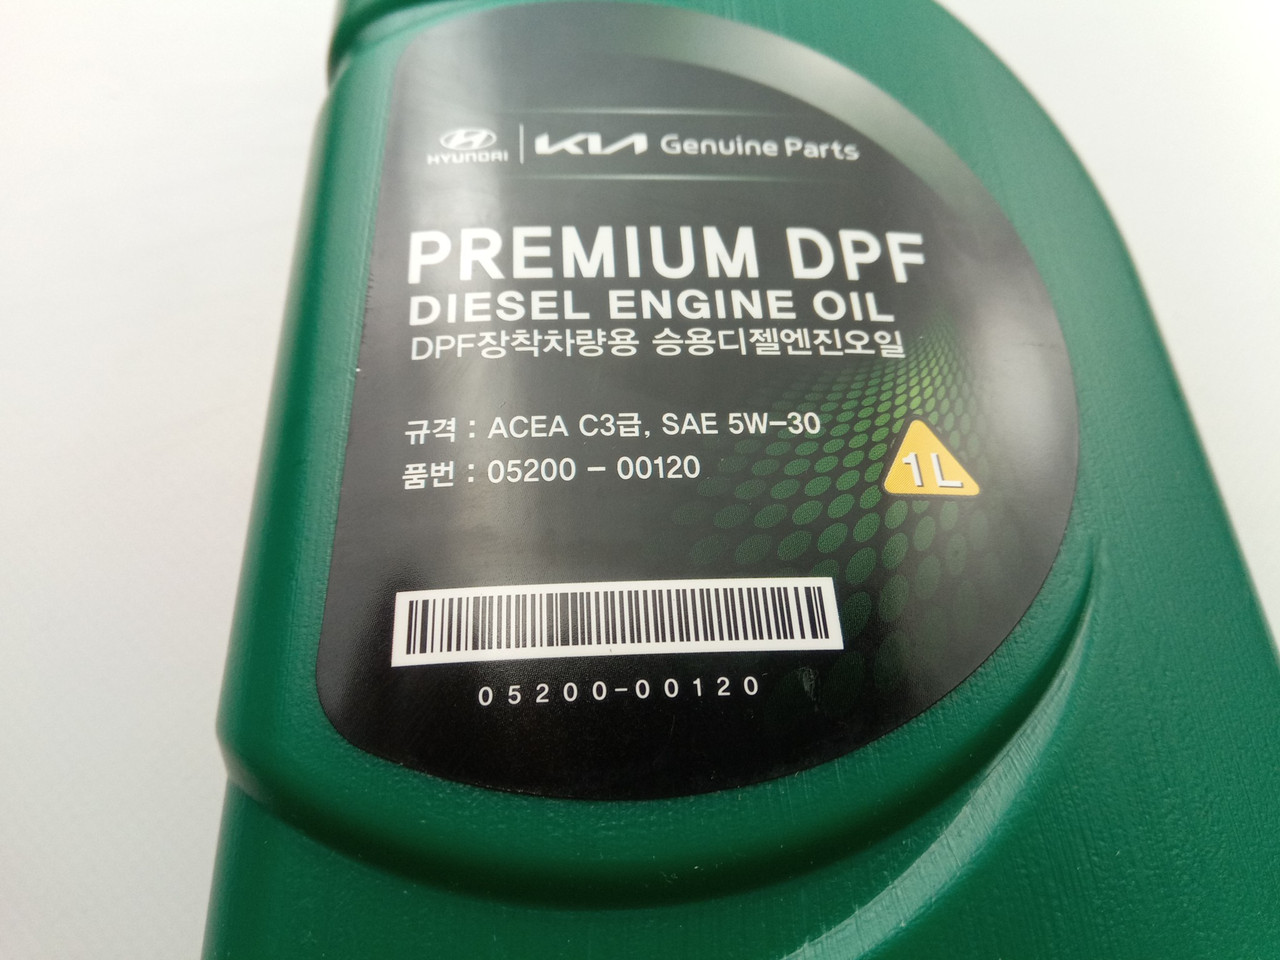 HYUNDAI KIA Genuine Parts
PREMIUM DPF
DIESEL ENGINE OIL
DPF장착차량용 승용디젤엔진오일
규격 : ACEA C3급, SAE 5W-30
품번 : 05200 - 00120
1L
05200-00120